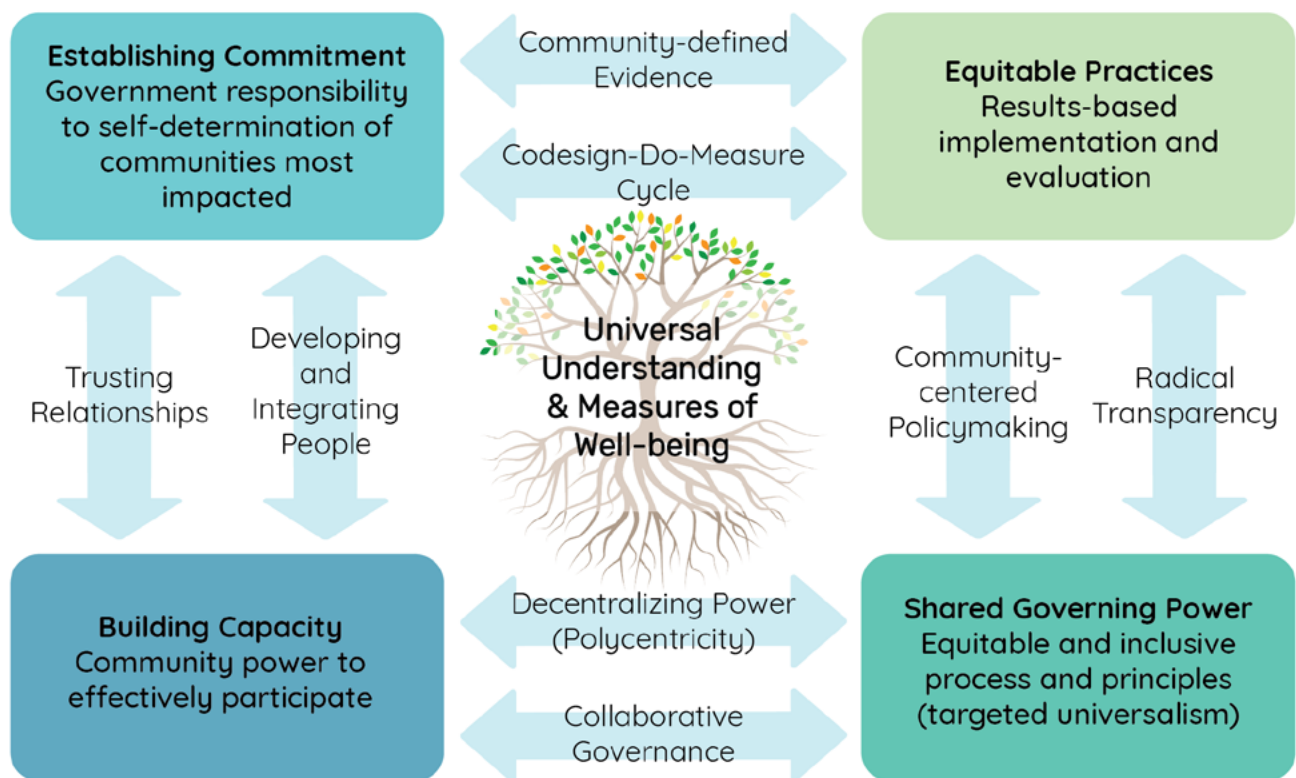 Establishing Commitment
Government responsibility
to self-determination of
communities most
impacted
Community-defined
Evidence
Codesign-Do-Measure
Cycle
Equitable Practices
Results-based
implementation and
evaluation
Trusting
Relationships
Developing
and
Integrating
People
Universal
Understanding
& Measures of
Well-being
Community-
centered
Policymaking
Radical
Transparency
Building Capacity
Community power to
effectively participate
Decentralizing Power
(Polycentricity)
Collaborative
Governance
Shared Governing Power
Equitable and inclusive
process and principles
(targeted universalism)